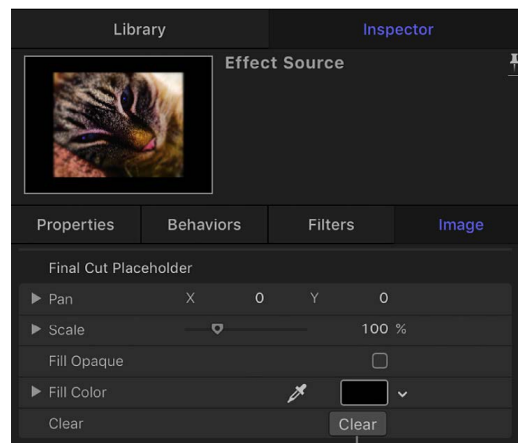 Library Inspector
Effect Source
Properties Behaviors Filters Image
Final Cut Placeholder
Pan X 0 Y 0
Scale 100 %
Fill Opaque
Fill Color
Clear Clear